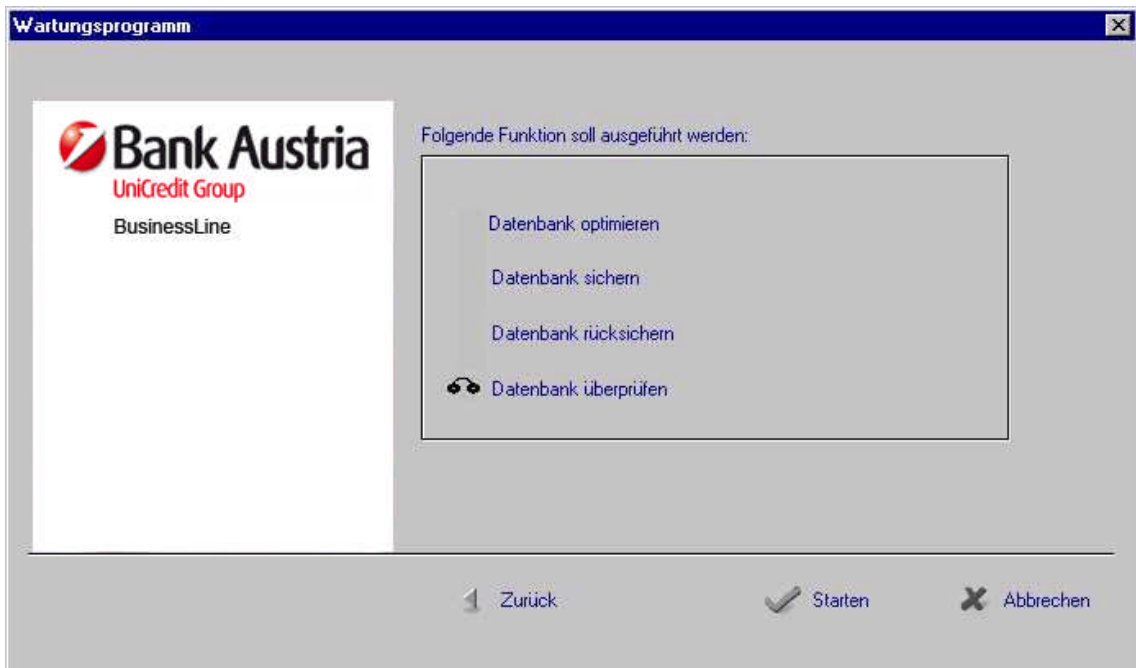 Wartungsprogramm
Bank Austria
UniCredit Group
BusinessLine
Folgende Funktion soll ausgeführt werden:
Datenbank optimieren
Datenbank sichern
Datenbank rücksichern
Datenbank überprüfen
Zurück
Starten
Abbrechen